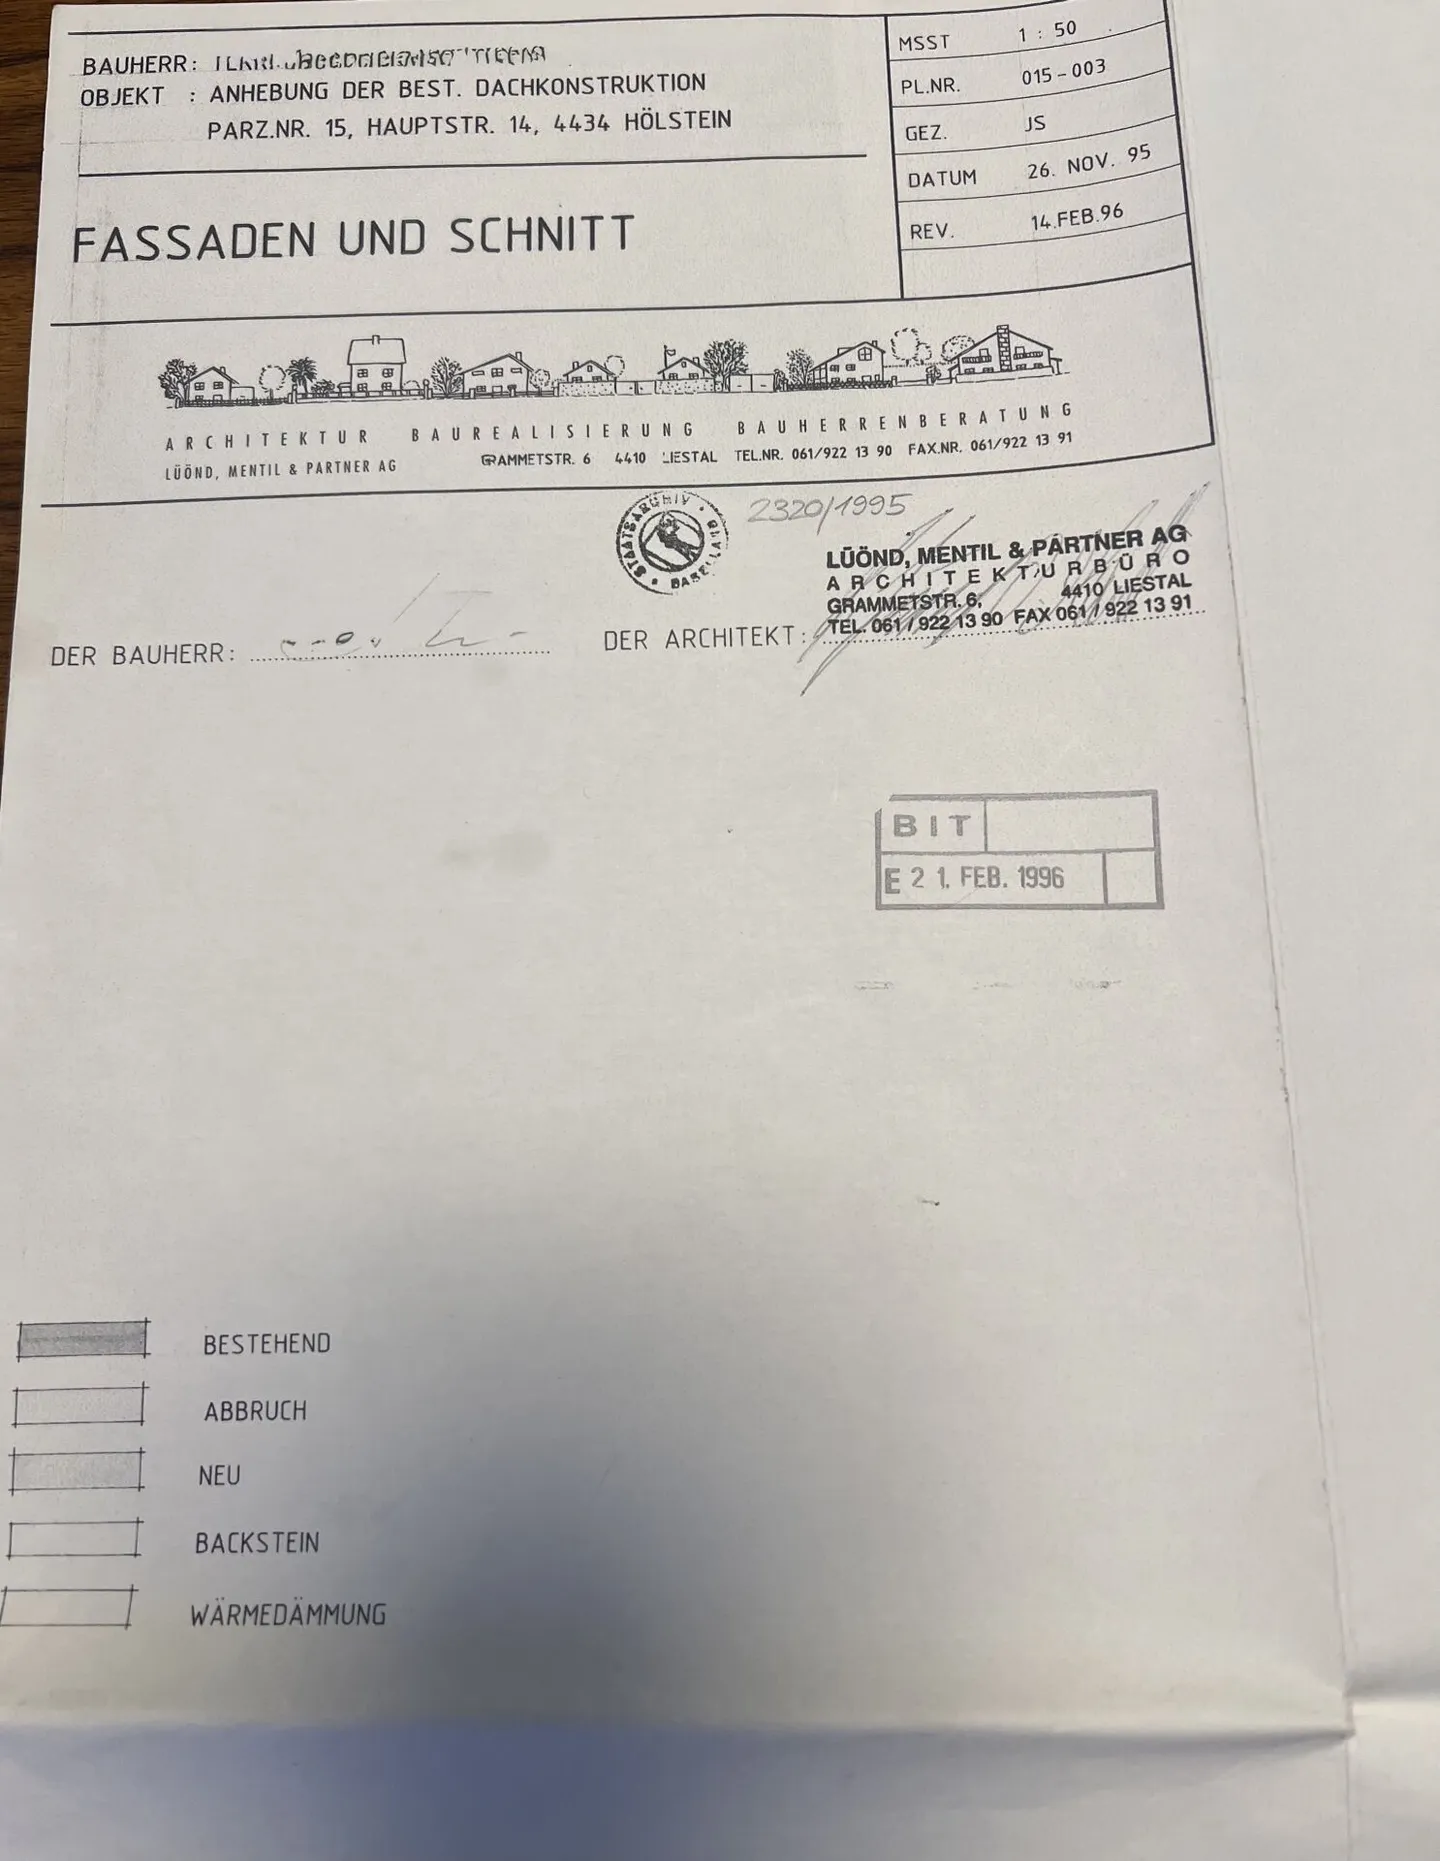 BAUHERR:
OBJEKT : ANHEBUNG DER BEST. DACHKONSTRUKTION
PARZ.NR. 15, HAUPTSTR. 14, 4434 HÖLSTEIN
MSST 1 : 50
PL.NR. 015-003
GEZ. JS
DATUM 26. NOV. 95
REV. 14.FEB.96
FASSADEN UND SCHNITT
ARCHITEKTUR BAUREALISIERUNG BAUHERRENBERATUNG
LÜÖND, MENTIL & PARTNER AG GRAMMETSTR. 6 4410 LIESTAL TEL.NR. 061/922 13 90 FAX.NR. 061/922 13 91
STAATSARCHIV
2320/1995
LÜÖND, MENTIL & PARTNER AG
ARCHITEKTURBÜRO
GRAMMETSTR. 6, 4410 LIESTAL
TEL. 061/922 13 90 FAX 061/922 13 91
DER BAUHERR:
DER ARCHITEKT:
BIT
E 21. FEB. 1996
BESTEHEND
ABBRUCH
NEU
BACKSTEIN
WÄRMEDÄMMUNG